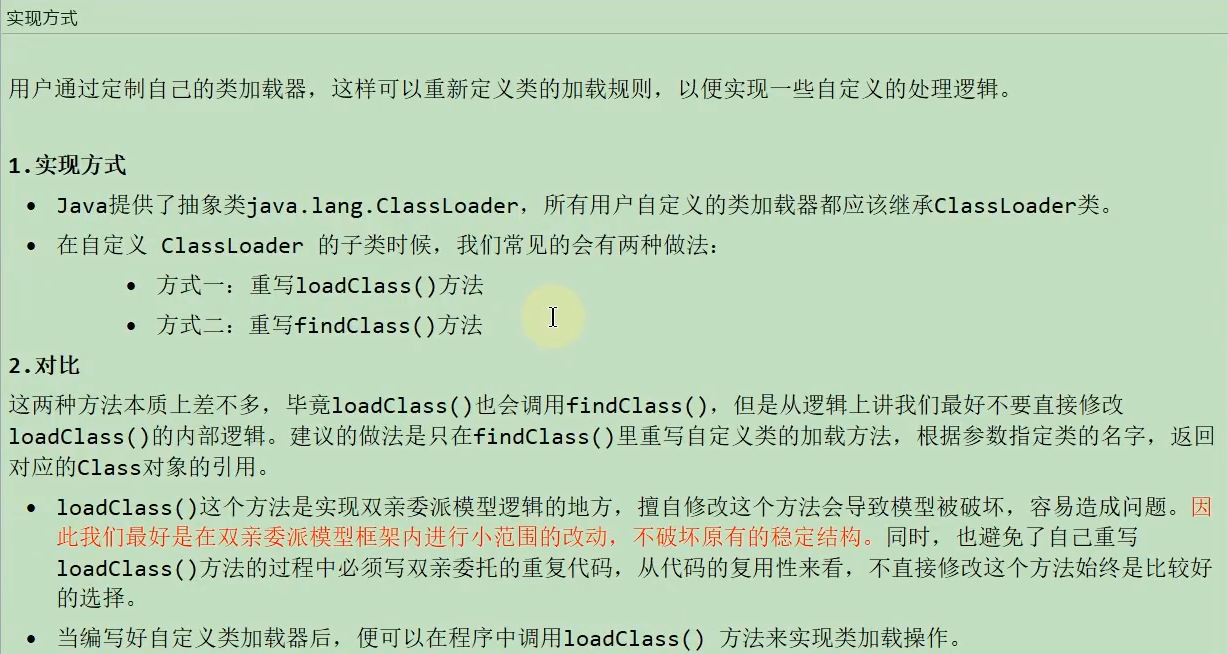 实现方式
用户通过定制自己的类加载器，这样可以重新定义类的加载规则，以便实现一些自定义的处理逻辑。
1.实现方式
• Java提供了抽象类java.lang.ClassLoader，所有用户自定义的类加载器都应该继承ClassLoader类。
• 在自定义 ClassLoader 的子类时候，我们常见的会有两种做法：
• 方式一：重写loadClass()方法
• 方式二：重写findClass()方法
2.对比
这两种方法本质上差不多，毕竟loadClass()也会调用findClass()，但是从逻辑上讲我们最好不要直接修改
loadClass()的内部逻辑。建议的做法是只在findClass()里重写自定义类的加载方法，根据参数指定类的名字，返回
对应的Class对象的引用。
• loadClass()这个方法是实现双亲委派模型逻辑的地方，擅自修改这个方法会导致模型被破坏，容易造成问题。因
此我们最好是在双亲委派模型框架内进行小范围的改动，不破坏原有的稳定结构。同时，也避免了自己重写
loadClass()方法的过程中必须写双亲委托的重复代码，从代码的复用性来看，不直接修改这个方法始终是比较好
的选择。
• 当编写好自定义类加载器后，便可以在程序中调用loadClass() 方法来实现类加载操作。